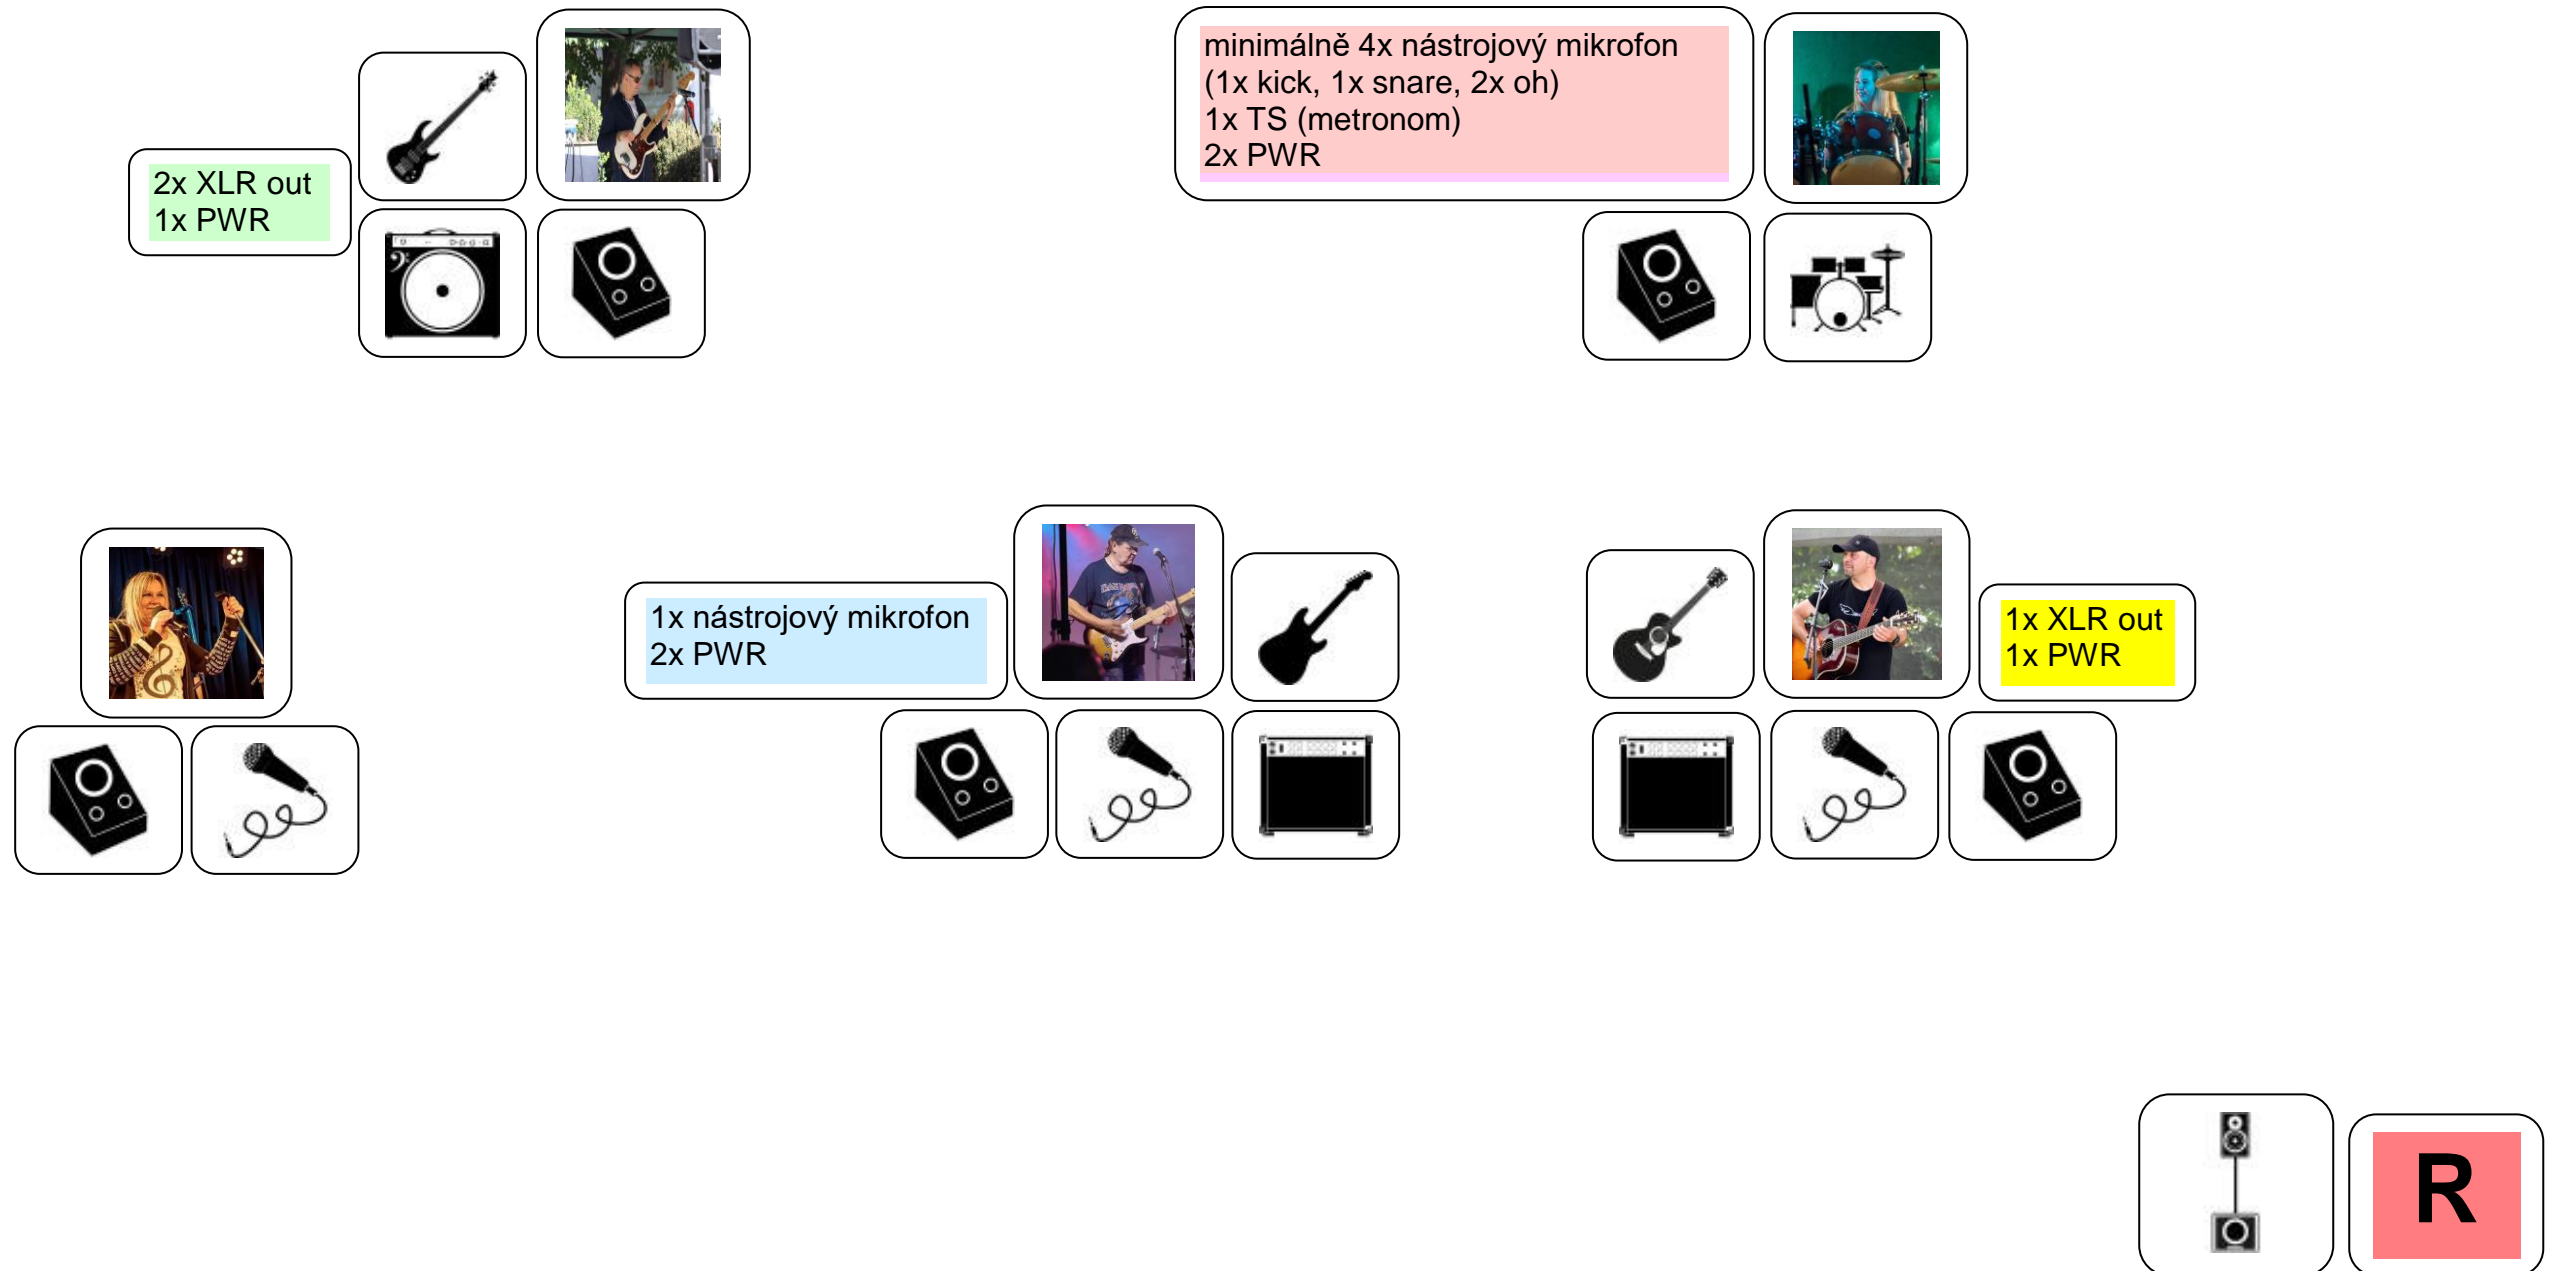 2x XLR out
1x PWR
minimálně 4x nástrojový mikrofon
(1x kick, 1x snare, 2x oh)
1x TS (metronom)
2x PWR
1x nástrojový mikrofon
2x PWR
1x XLR out
1x PWR
R